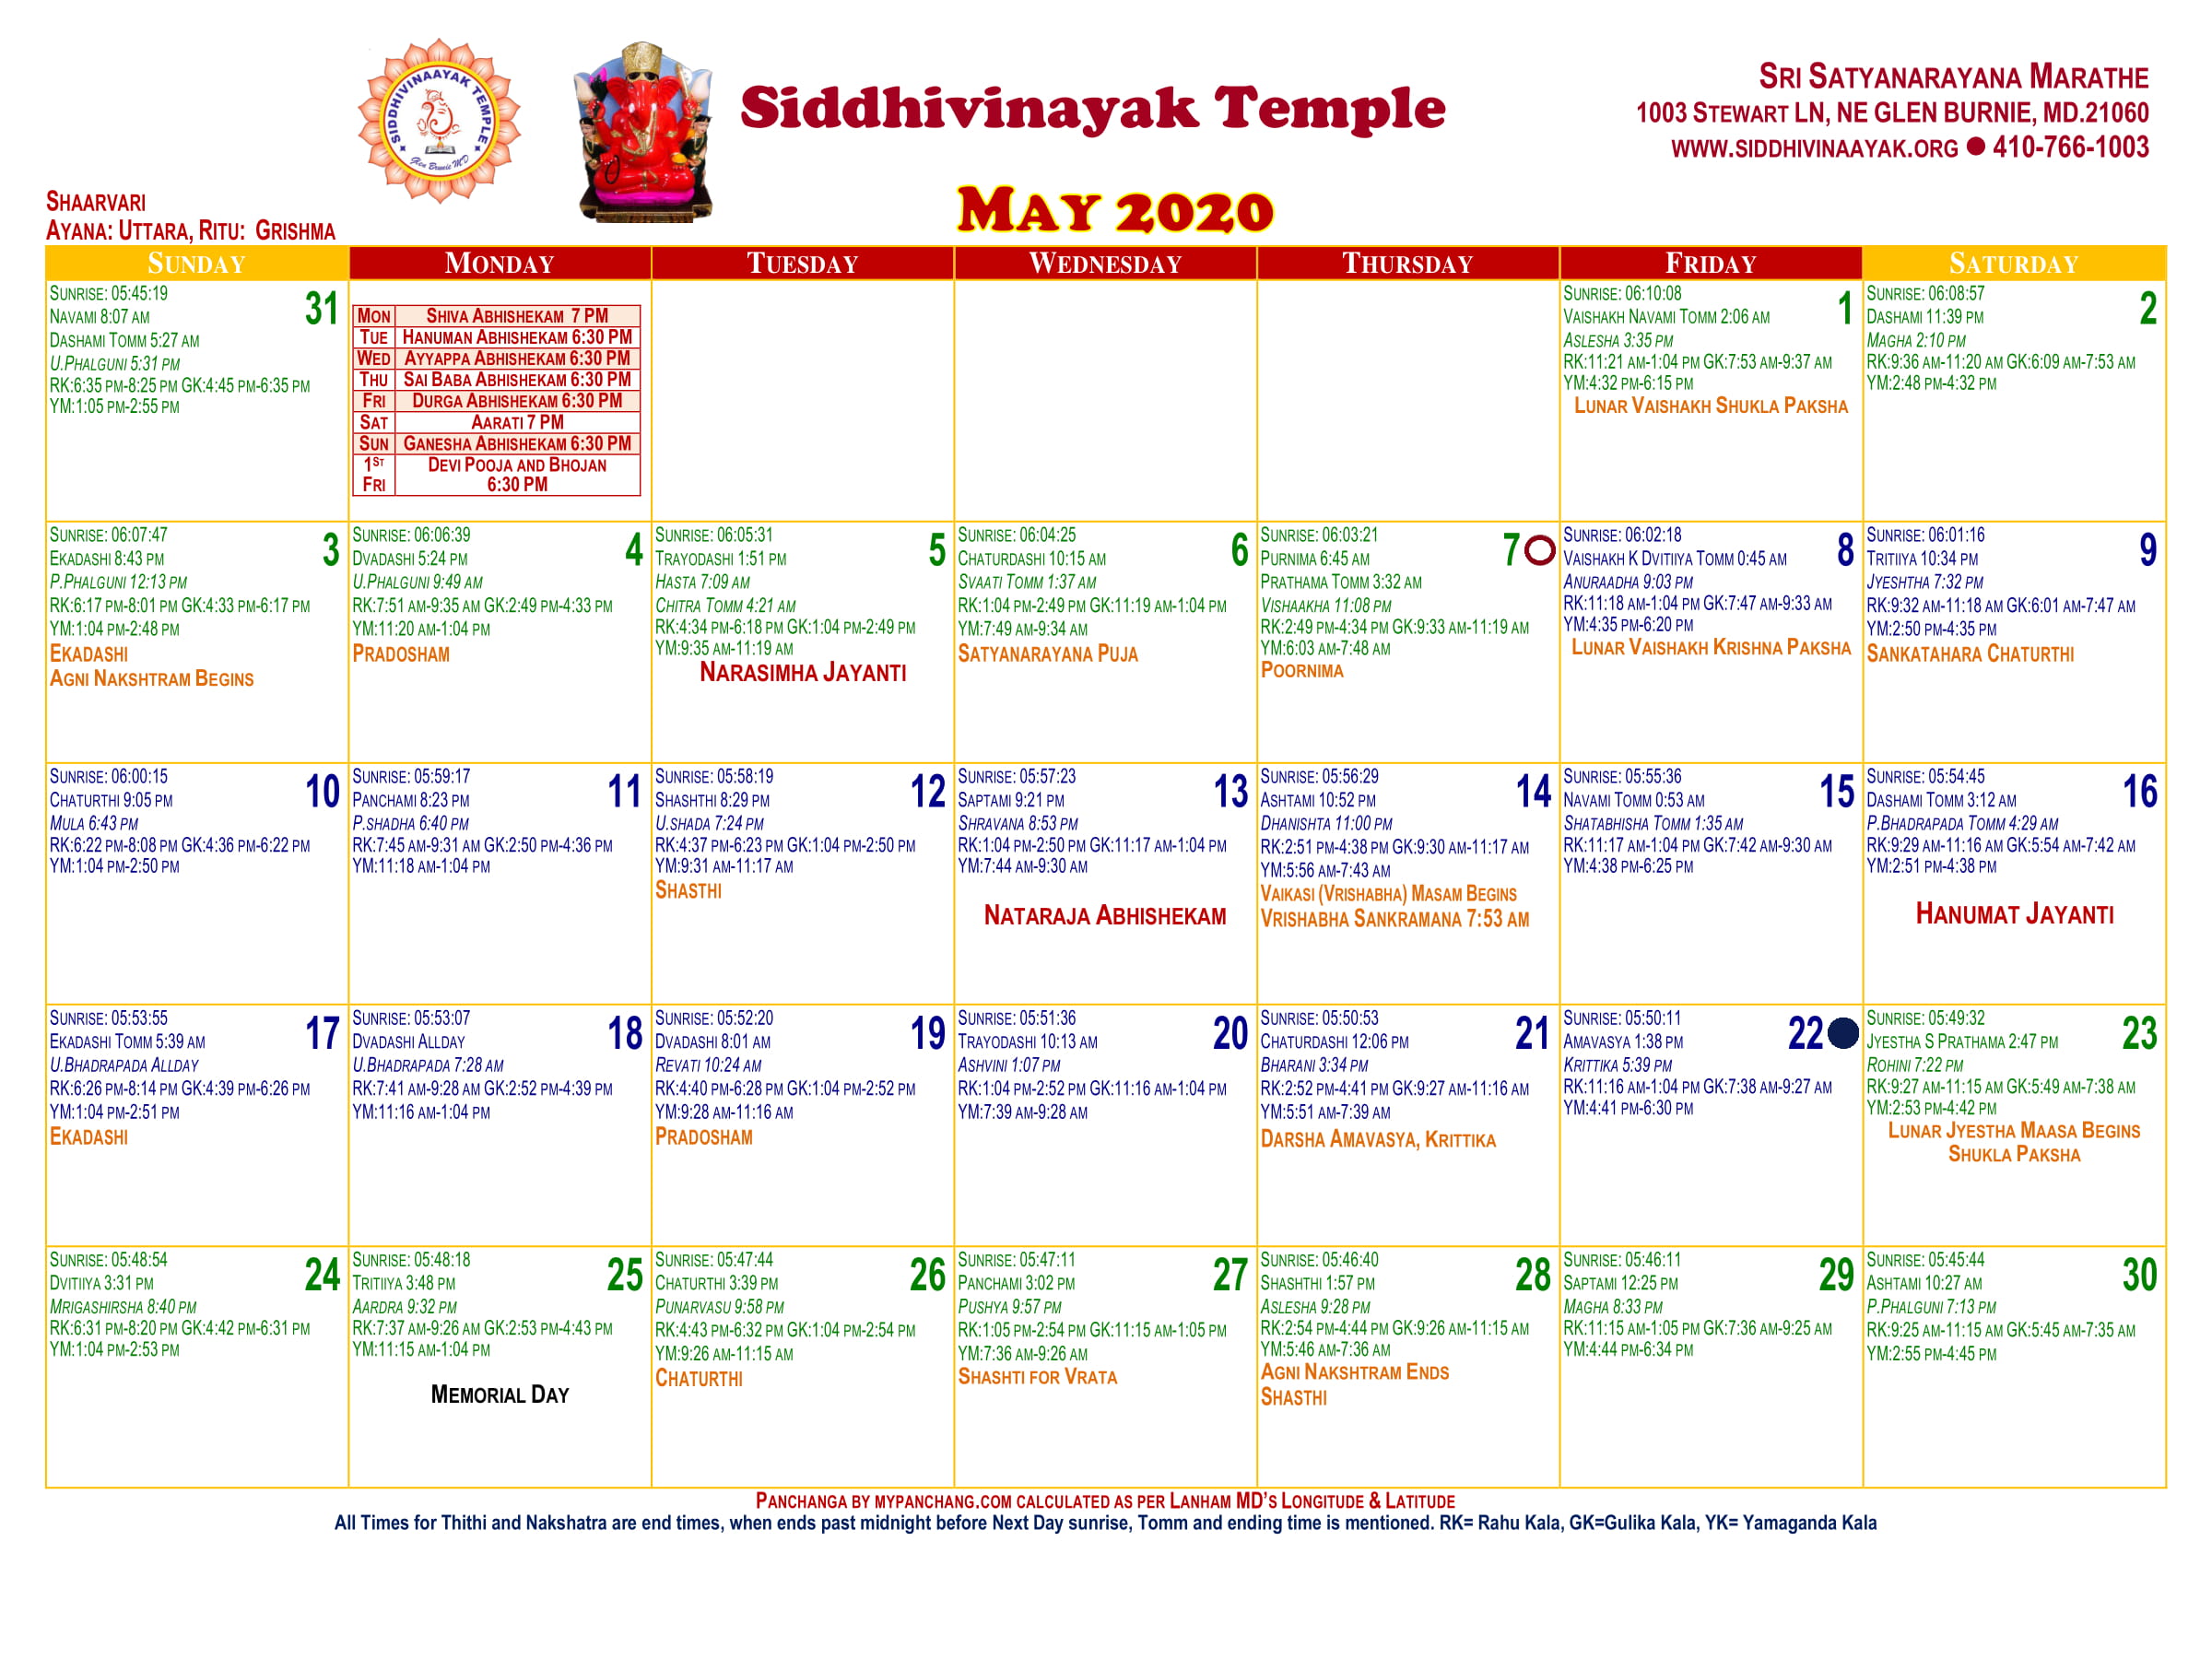 SIDDHIVINAAYAK TEMPLE
Glen Burnie MD
Siddhivinayak Temple
SRI SATYANARAYANA MARATHE
1003 STEWART LN, NE GLEN BURNIE, MD.21060
WWW.SIDDHIVINAAYAK.ORG ● 410-766-1003
MAY 2020
SHAARVARI
AYANA: UTTARA, RITU: GRISHMA
SUNDAY MONDAY TUESDAY WEDNESDAY THURSDAY FRIDAY SATURDAY
SUNRISE: 05:45:19 31
NAVAMI 8:07 AM
DASHAMI TOMM 5:27 AM
U.PHALGUNI 5:31 PM
RK:6:35 PM-8:25 PM GK:4:45 PM-6:35 PM
YM:1:05 PM-2:55 PM
MON SHIVA ABHISHEKAM 7 PM
TUE HANUMAN ABHISHEKAM 6:30 PM
WED AYYAPPA ABHISHEKAM 6:30 PM
THU SAI BABA ABHISHEKAM 6:30 PM
FRI DURGA ABHISHEKAM 6:30 PM
SAT AARATI 7 PM
SUN GANESHA ABHISHEKAM 6:30 PM
1ST DEVI POOJA AND BHOJAN
FRI 6:30 PM
SUNRISE: 06:10:08 1
VAISHAKH NAVAMI TOMM 2:06 AM
ASLESHA 3:35 PM
RK:11:21 AM-1:04 PM GK:7:53 AM-9:37 AM
YM:4:32 PM-6:15 PM
LUNAR VAISHAKH SHUKLA PAKSHA
SUNRISE: 06:08:57 2
DASHAMI 11:39 PM
MAGHA 2:10 PM
RK:9:36 AM-11:20 AM GK:6:09 AM-7:53 AM
YM:2:48 PM-4:32 PM
SUNRISE: 06:07:47 3
EKADASHI 8:43 PM
P.PHALGUNI 12:13 PM
RK:6:17 PM-8:01 PM GK:4:33 PM-6:17 PM
YM:1:04 PM-2:48 PM
EKADASHI
AGNI NAKSHTRAM BEGINS
SUNRISE: 06:06:39 4
DVADASHI 5:24 PM
U.PHALGUNI 9:49 AM
RK:7:51 AM-9:35 AM GK:2:49 PM-4:33 PM
YM:11:20 AM-1:04 PM
PRADOSHAM
SUNRISE: 06:05:31 5
TRAYODASHI 1:51 PM
HASTA 7:09 AM
CHITRA TOMM 4:21 AM
RK:4:34 PM-6:18 PM GK:1:04 PM-2:49 PM
YM:9:35 AM-11:19 AM
NARASIMHA JAYANTI
SUNRISE: 06:04:25 6
CHATURDASHI 10:15 AM
SVAATI TOMM 1:37 AM
RK:1:04 PM-2:49 PM GK:11:19 AM-1:04 PM
YM:7:49 AM-9:34 AM
SATYANARAYANA PUJA
SUNRISE: 06:03:21 7
PURNIMA 6:45 AM
PRATHAMA TOMM 3:32 AM
VISHAAKHA 11:08 PM
RK:2:49 PM-4:34 PM GK:9:33 AM-11:19 AM
YM:6:03 AM-7:48 AM
POORNIMA
SUNRISE: 06:02:18 8
VAISHAKH K DVITIIYA TOMM 0:45 AM
ANURAADHA 9:03 PM
RK:11:18 AM-1:04 PM GK:7:47 AM-9:33 AM
YM:4:35 PM-6:20 PM
LUNAR VAISHAKH KRISHNA PAKSHA
SUNRISE: 06:01:16 9
TRITIIYA 10:34 PM
JYESHTHA 7:32 PM
RK:9:32 AM-11:18 AM GK:6:01 AM-7:47 AM
YM:2:50 PM-4:35 PM
SANKATAHARA CHATURTHI
SUNRISE: 06:00:15 10
CHATURTHI 9:05 PM
MULA 6:43 PM
RK:6:22 PM-8:08 PM GK:4:36 PM-6:22 PM
YM:1:04 PM-2:50 PM
SUNRISE: 05:59:17 11
PANCHAMI 8:23 PM
P.SHADHA 6:40 PM
RK:7:45 AM-9:31 AM GK:2:50 PM-4:36 PM
YM:11:18 AM-1:04 PM
SUNRISE: 05:58:19 12
SHASHTHI 8:29 PM
U.SHADA 7:24 PM
RK:4:37 PM-6:23 PM GK:1:04 PM-2:50 PM
YM:9:31 AM-11:17 AM
SHASTHI
SUNRISE: 05:57:23 13
SAPTAMI 9:21 PM
SHRAVANA 8:53 PM
RK:1:04 PM-2:50 PM GK:11:17 AM-1:04 PM
YM:7:44 AM-9:30 AM
NATARAJA ABHISHEKAM
SUNRISE: 05:56:29 14
ASHTAMI 10:52 PM
DHANISHTA 11:00 PM
RK:2:51 PM-4:38 PM GK:9:30 AM-11:17 AM
YM:5:56 AM-7:43 AM
VAIKASI (VRISHABHA) MASAM BEGINS
VRISHABHA SANKRAMANA 7:53 AM
SUNRISE: 05:55:36 15
NAVAMI TOMM 0:53 AM
SHATABHISHA TOMM 1:35 AM
RK:11:17 AM-1:04 PM GK:7:42 AM-9:30 AM
YM:4:38 PM-6:25 PM
SUNRISE: 05:54:45 16
DASHAMI TOMM 3:12 AM
P.BHADRAPADA TOMM 4:29 AM
RK:9:29 AM-11:16 AM GK:5:54 AM-7:42 AM
YM:2:51 PM-4:38 PM
HANUMAT JAYANTI
SUNRISE: 05:53:55 17
EKADASHI TOMM 5:39 AM
U.BHADRAPADA ALLDAY
RK:6:26 PM-8:14 PM GK:4:39 PM-6:26 PM
YM:1:04 PM-2:51 PM
EKADASHI
SUNRISE: 05:53:07 18
DVADASHI ALLDAY
U.BHADRAPADA 7:28 AM
RK:7:41 AM-9:28 AM GK:2:52 PM-4:39 PM
YM:11:16 AM-1:04 PM
SUNRISE: 05:52:20 19
DVADASHI 8:01 AM
REVATI 10:24 AM
RK:4:40 PM-6:28 PM GK:1:04 PM-2:52 PM
YM:9:28 AM-11:16 AM
PRADOSHAM
SUNRISE: 05:51:36 20
TRAYODASHI 10:13 AM
ASHVINI 1:07 PM
RK:1:04 PM-2:52 PM GK:11:16 AM-1:04 PM
YM:7:39 AM-9:28 AM
SUNRISE: 05:50:53 21
CHATURDASHI 12:06 PM
BHARANI 3:34 PM
RK:2:52 PM-4:41 PM GK:9:27 AM-11:16 AM
YM:5:51 AM-7:39 AM
DARSHA AMAVASYA, KRITTIKA
SUNRISE: 05:50:11 22
AMAVASYA 1:38 PM
KRITTIKA 5:39 PM
RK:11:16 AM-1:04 PM GK:7:38 AM-9:27 AM
YM:4:41 PM-6:30 PM
SUNRISE: 05:49:32 23
JYESTHA S PRATHAMA 2:47 PM
ROHINI 7:22 PM
RK:9:27 AM-11:15 AM GK:5:49 AM-7:38 AM
YM:2:53 PM-4:42 PM
LUNAR JYESTHA MAASA BEGINS
SHUKLA PAKSHA
SUNRISE: 05:48:54 24
DVITIIYA 3:31 PM
MRIGASHIRSHA 8:40 PM
RK:6:31 PM-8:20 PM GK:4:42 PM-6:31 PM
YM:1:04 PM-2:53 PM
SUNRISE: 05:48:18 25
TRITIIYA 3:48 PM
AARDRA 9:32 PM
RK:7:37 AM-9:26 AM GK:2:53 PM-4:43 PM
YM:11:15 AM-1:04 PM
MEMORIAL DAY
SUNRISE: 05:47:44 26
CHATURTHI 3:39 PM
PUNARVASU 9:58 PM
RK:4:43 PM-6:32 PM GK:1:04 PM-2:54 PM
YM:9:26 AM-11:15 AM
CHATURTHI
SUNRISE: 05:47:11 27
PANCHAMI 3:02 PM
PUSHYA 9:57 PM
RK:1:05 PM-2:54 PM GK:11:15 AM-1:05 PM
YM:7:36 AM-9:26 AM
SHASHTI FOR VRATA
SUNRISE: 05:46:40 28
SHASHTHI 1:57 PM
ASLESHA 9:28 PM
RK:2:54 PM-4:44 PM GK:9:26 AM-11:15 AM
YM:5:46 AM-7:36 AM
AGNI NAKSHTRAM ENDS
SHASTHI
SUNRISE: 05:46:11 29
SAPTAMI 12:25 PM
MAGHA 8:33 PM
RK:11:15 AM-1:05 PM GK:7:36 AM-9:25 AM
YM:4:44 PM-6:34 PM
SUNRISE: 05:45:44 30
ASHTAMI 10:27 AM
P.PHALGUNI 7:13 PM
RK:9:25 AM-11:15 AM GK:5:45 AM-7:35 AM
YM:2:55 PM-4:45 PM
PANCHANGA BY MYPANCHANG.COM CALCULATED AS PER LANHAM MD'S LONGITUDE & LATITUDE
All Times for Thithi and Nakshatra are end times, when ends past midnight before Next Day sunrise, Tomm and ending time is mentioned. RK= Rahu Kala, GK=Gulika Kala, YK= Yamaganda Kala